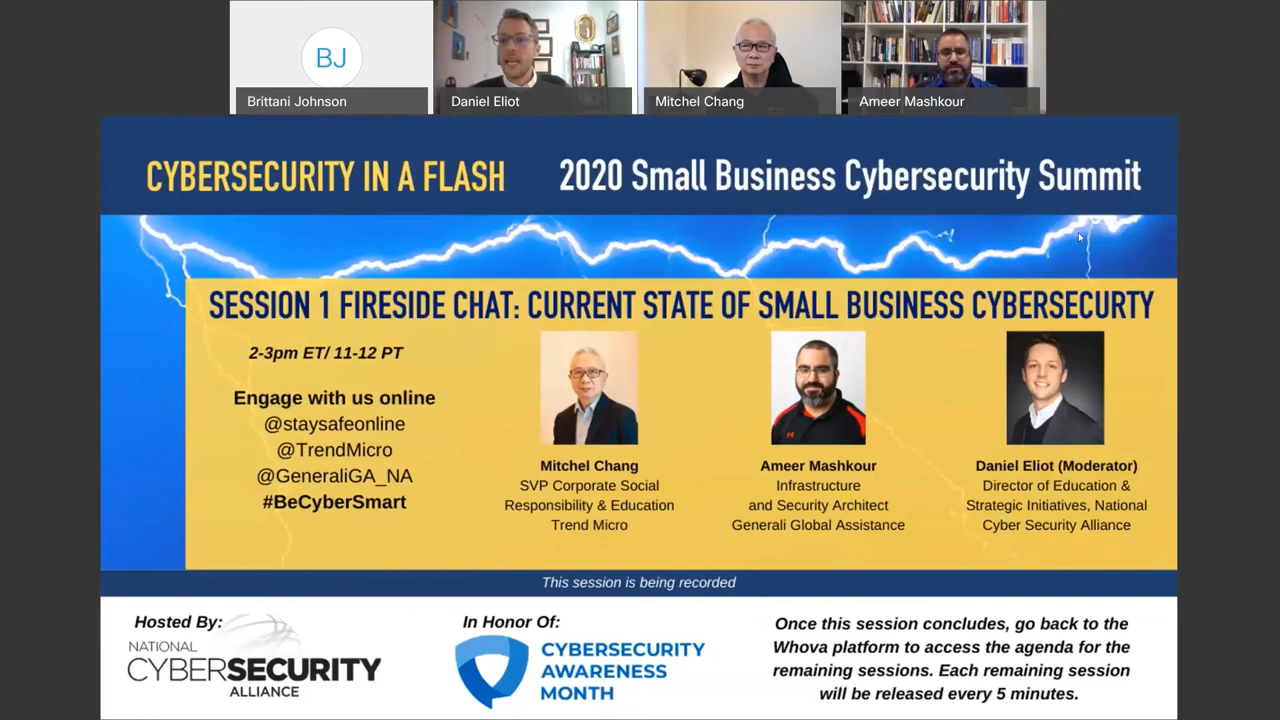 BJ
Brittani Johnson
Daniel Eliot
Mitchel Chang
Ameer Mashkour
CYBERSECURITY IN A FLASH
2020 Small Business Cybersecurity Summit
SESSION 1 FIRESIDE CHAT: CURRENT STATE OF SMALL BUSINESS CYBERSECURTY
2-3pm ET/ 11-12 PT
Engage with us online
@staysafeonline
@TrendMicro
@GeneraliGA_NA
#BeCyberSmart
Mitchel Chang
SVP Corporate Social
Responsibility & Education
Trend Micro
Ameer Mashkour
Infrastructure
and Security Architect
Generali Global Assistance
Daniel Eliot (Moderator)
Director of Education &
Strategic Initiatives, National
Cyber Security Alliance
This session is being recorded
Hosted By:
NATIONAL
CYBERSECURITY
ALLIANCE
In Honor Of:
CYBERSECURITY
AWARENESS
MONTH
Once this session concludes, go back to the
Whova platform to access the agenda for the
remaining sessions. Each remaining session
will be released every 5 minutes.